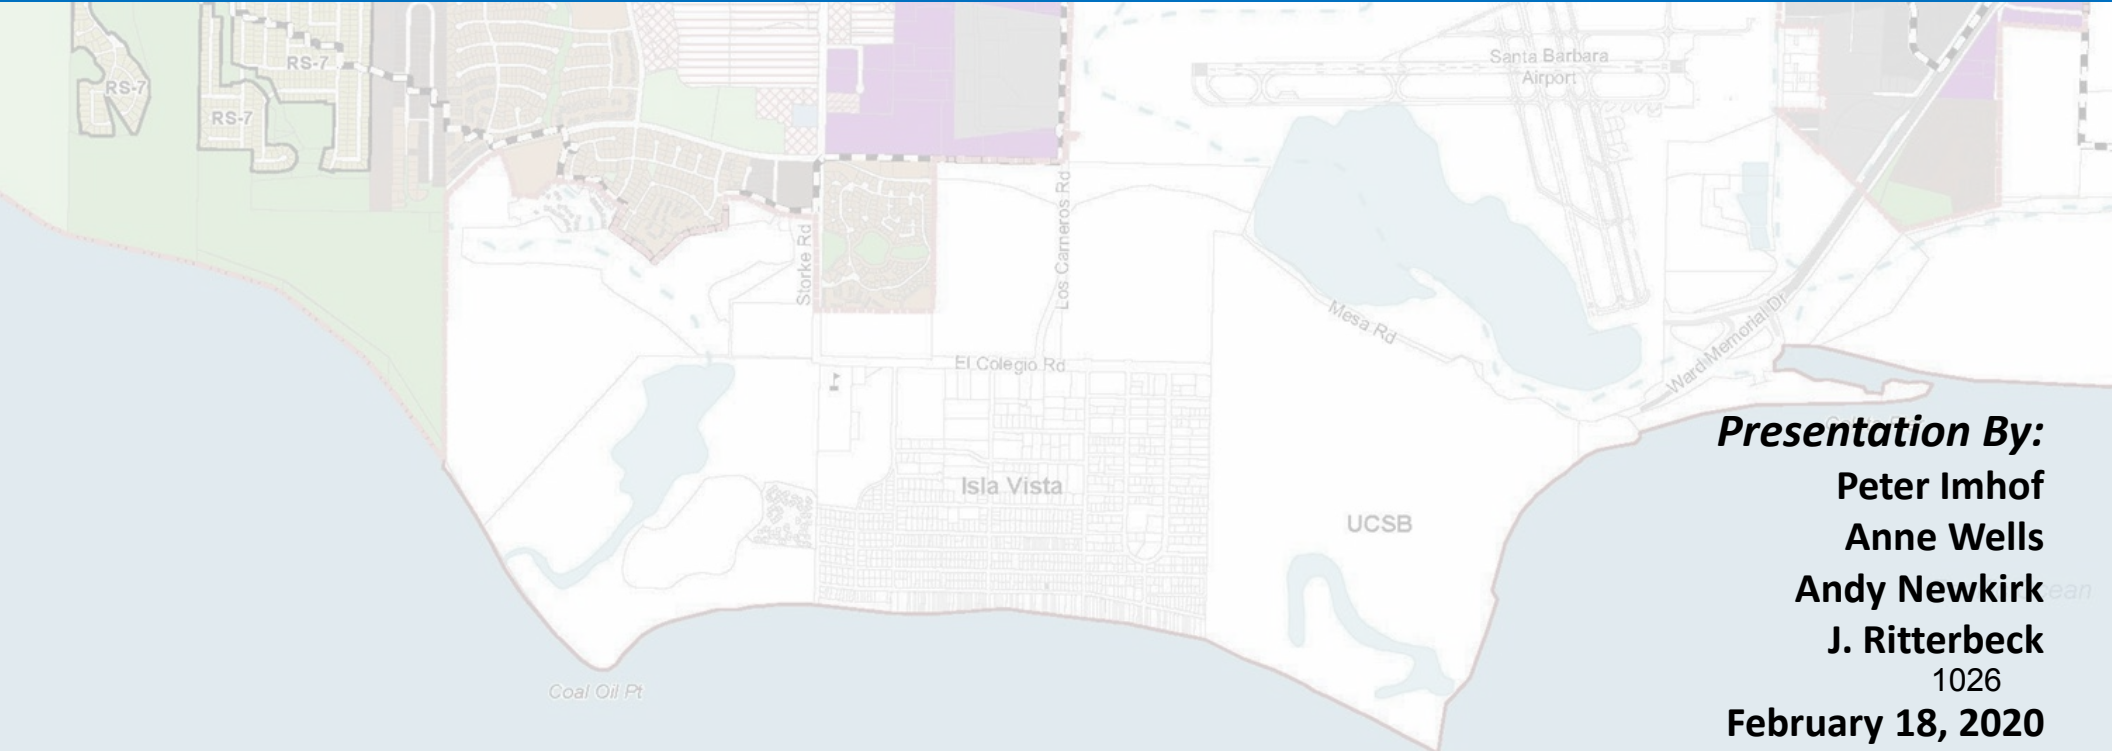 Santa Barbara
Airport
RS-7
RS-7
RS-7
Storke Rd
Los Carneros Rd
Mesa Rd
Ward Memorial Dr
El Colegio Rd
Isla Vista
UCSB
Coal Oil Pt
Presentation By:
Peter Imhof
Anne Wells
Andy Newkirk
J. Ritterbeck
1026
February 18, 2020